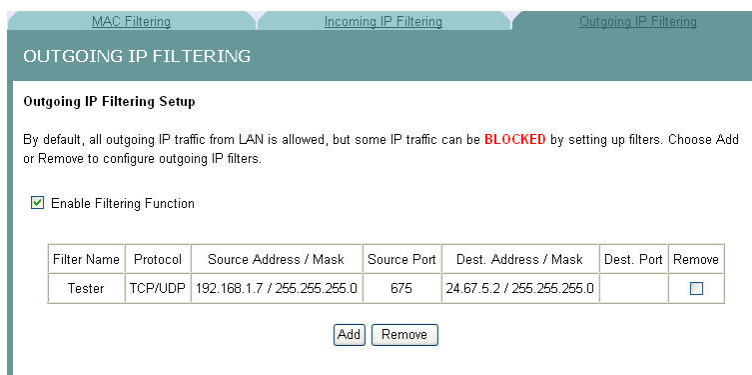 MAC Filtering Incoming IP Filtering Outgoing IP Filtering
OUTGOING IP FILTERING
Outgoing IP Filtering Setup
By default, all outgoing IP traffic from LAN is allowed, but some IP traffic can be BLOCKED by setting up filters. Choose Add
or Remove to configure outgoing IP filters.
Enable Filtering Function
Filter Name Protocol Source Address / Mask Source Port Dest. Address / Mask Dest. Port Remove
Tester TCP/UDP 192.168.1.7 / 255.255.255.0 675 24.67.5.2 / 255.255.255.0
Add Remove